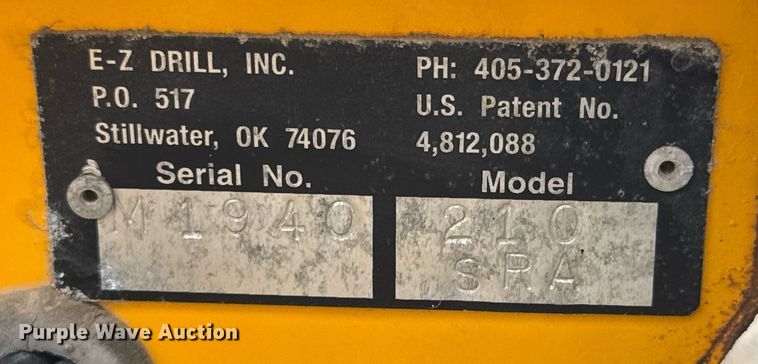 E-Z DRILL, INC.
P.O. 517
Stillwater, OK 74076
PH: 405-372-0121
U.S. Patent No.
4,812,088
Serial No.
M1940
Model
210
SRA
Purple Wave Auction